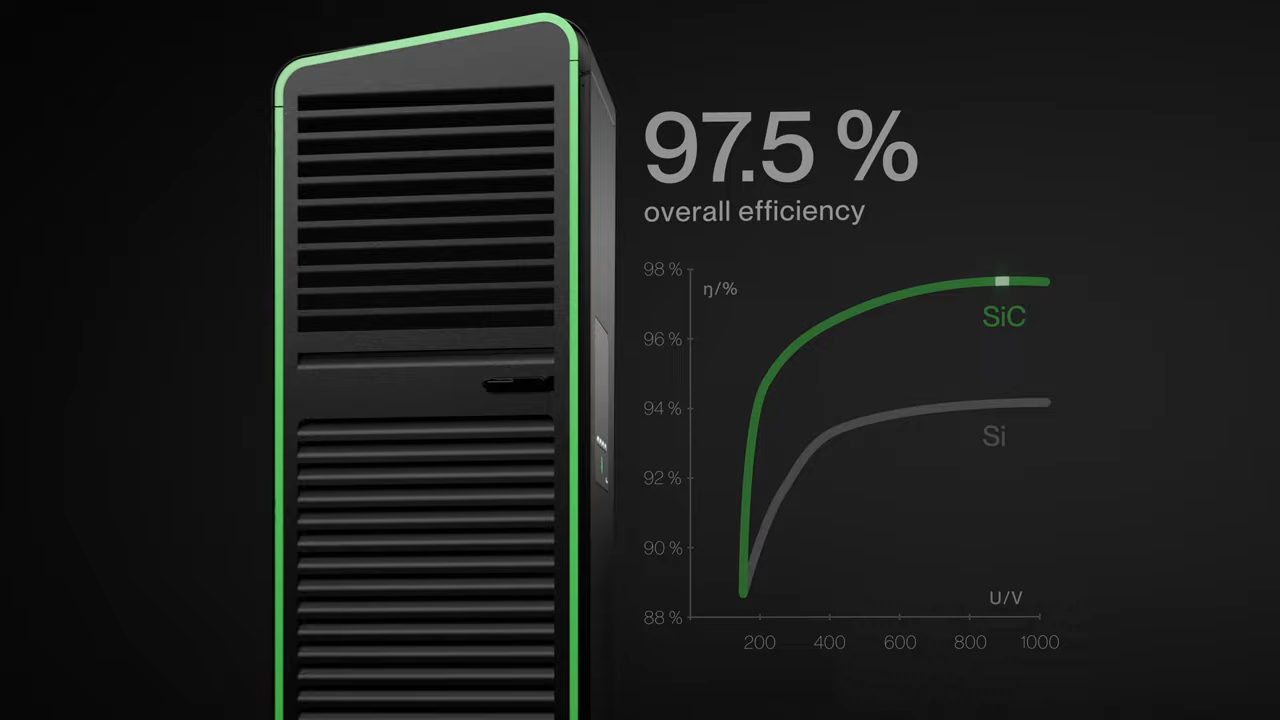 97.5 %
overall efficiency
98 %
η/%
SiC
96 %
94 %
Si
92 %
90 %
U/V
88 %
200 400 600 800 1000